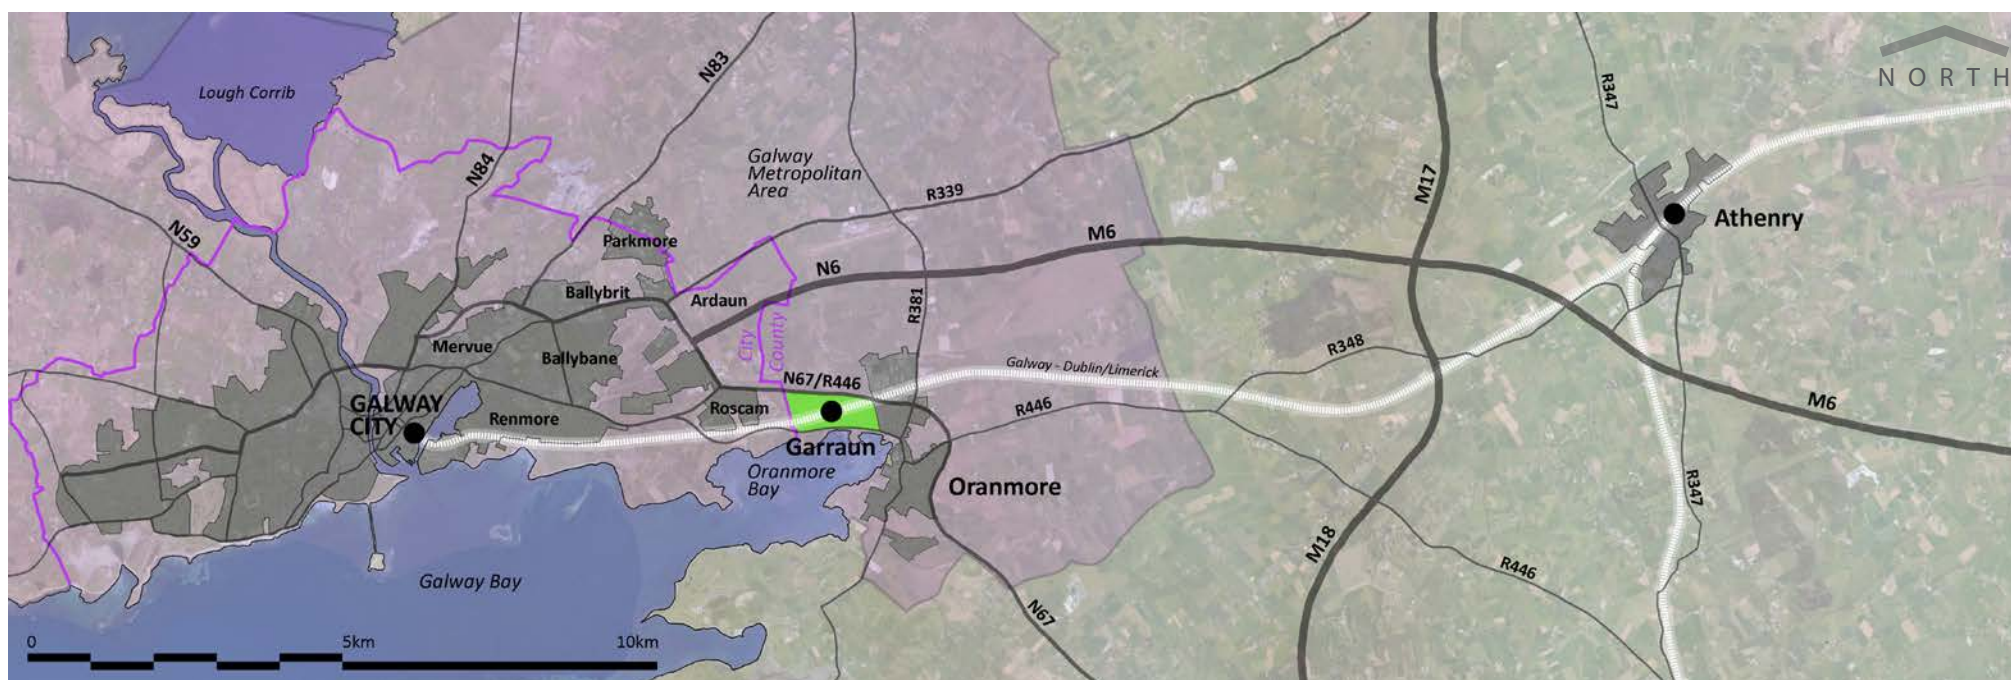 Lough Corrib
N83
R347
NORTH
Galway
Metropolitan
Area
N84
R339
M17
Athenry
N59
Parkmore
M6
N6
Ballybrit
Ardaun
R381
City
County
Mervue
Ballybane
R348
Galway - Dublin/Limerick
N67/R446
GALWAY
CITY
Renmore
Roscam
R446
M6
Garraun
Oranmore
Bay
Oranmore
R347
M18
R446
Galway Bay
N67
0
5km
10km